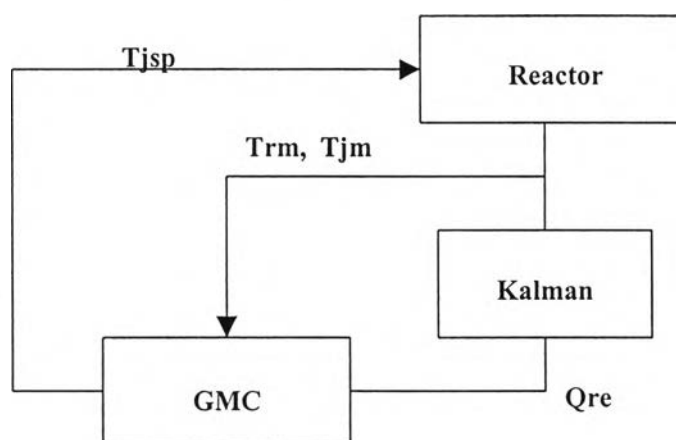 Tjsp
Reactor
Trm, Tjm
Kalman
GMC
Qre